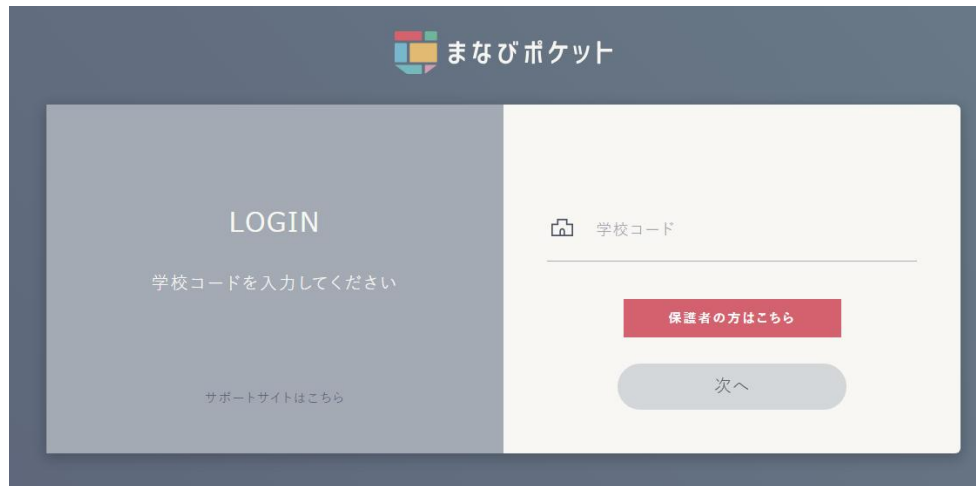 まなびポケット
LOGIN
学校コードを入力してください
サポートサイトはこちら
学校コード
保護者の方はこちら
次へ